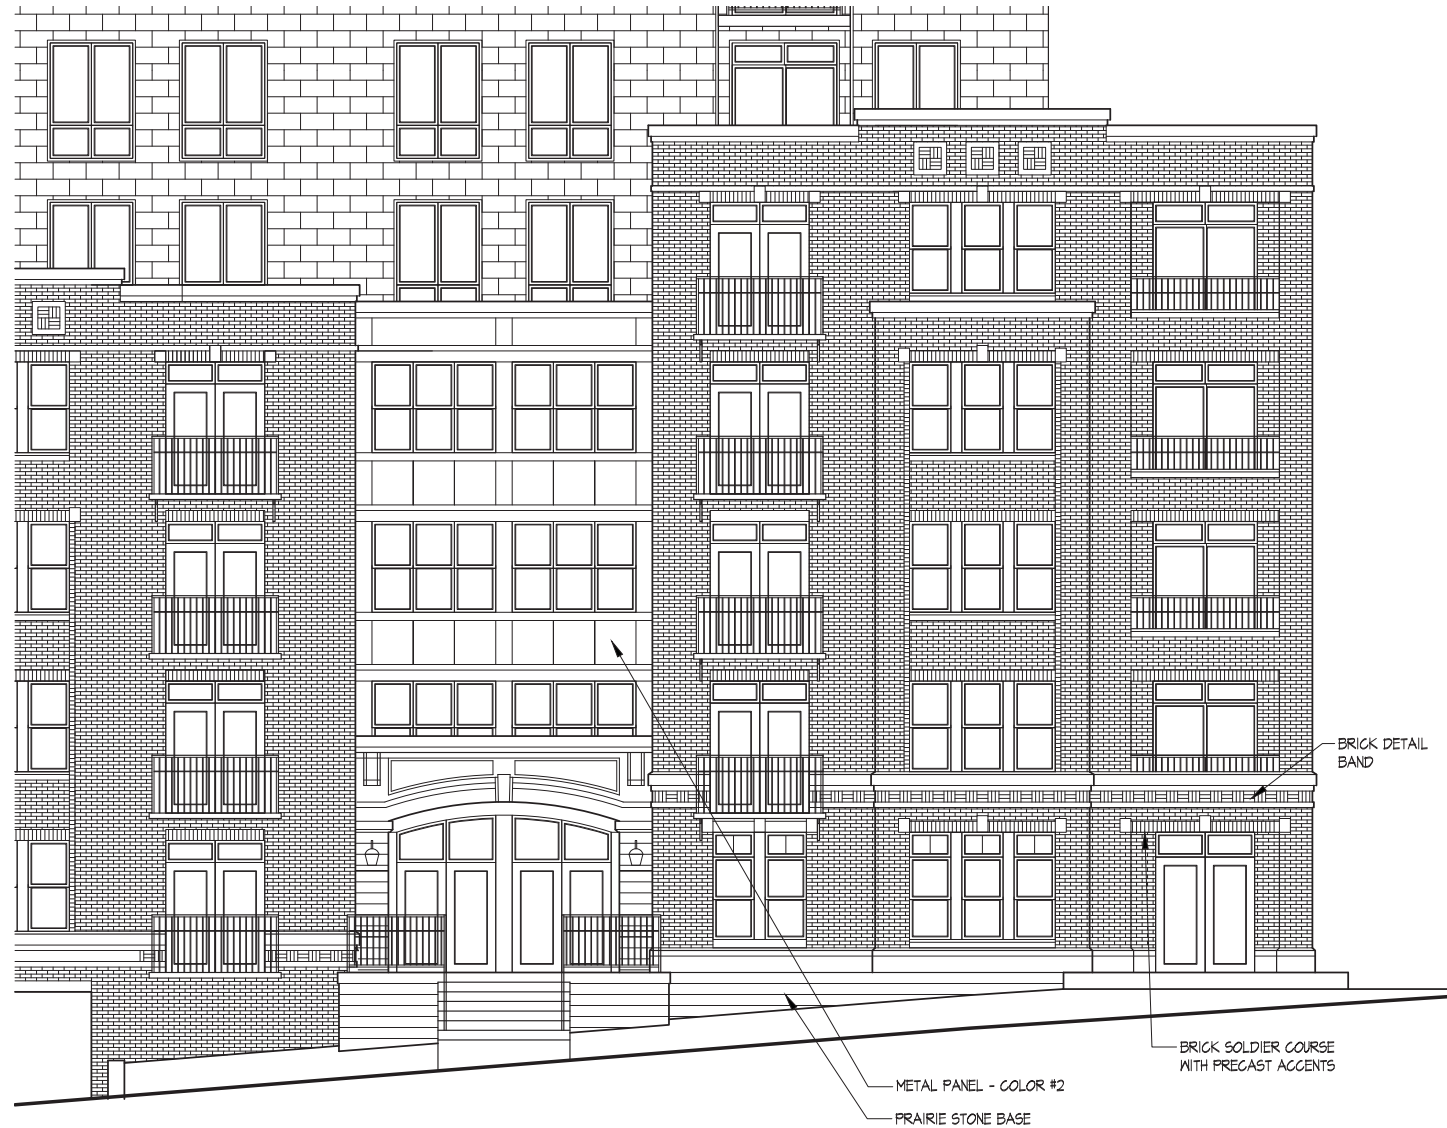 BRICK DETAIL
BAND
BRICK SOLDIER COURSE
WITH PRECAST ACCENTS
METAL PANEL - COLOR #2
PRAIRIE STONE BASE